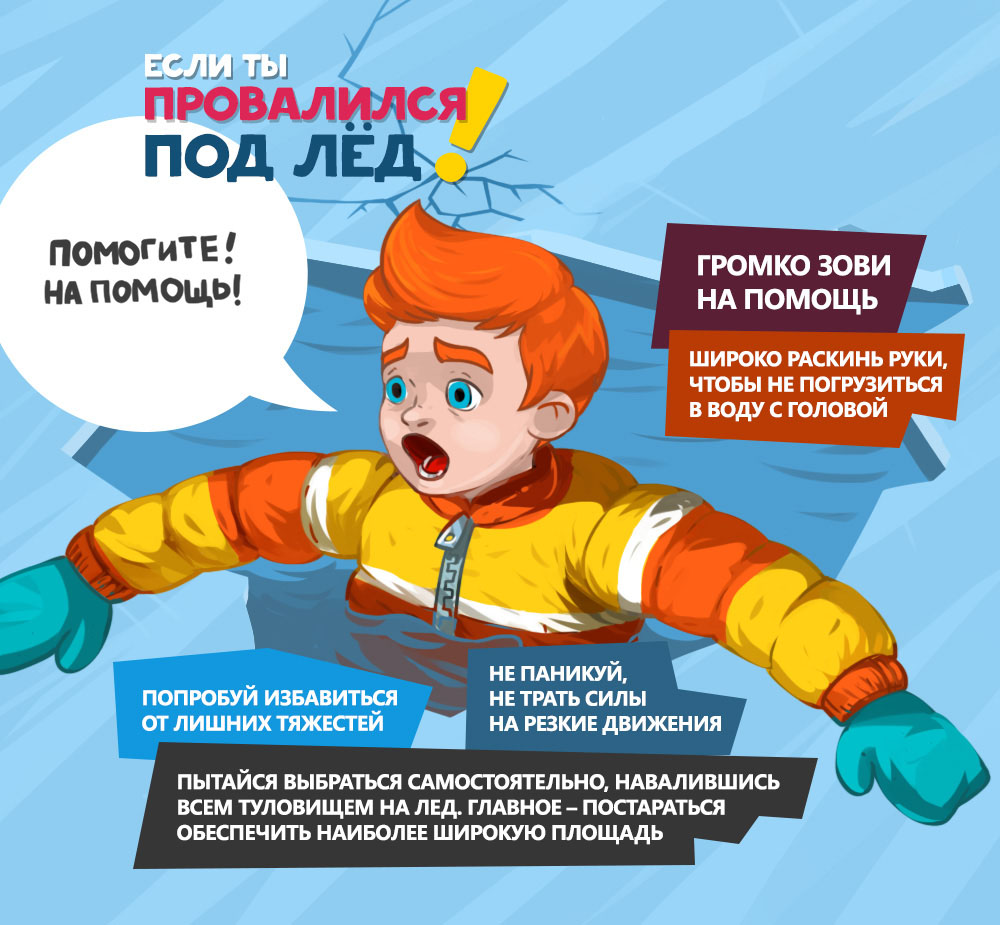 ЕСЛИ ТЫ
ПРОВАЛИЛСЯ
ПОД ЛЁД!
ПОМОГИТЕ!
НА ПОМОЩЬ!
ГРОМКО ЗОВИ
НА ПОМОЩЬ
ШИРОКО РАСКИНЬ РУКИ,
ЧТОБЫ НЕ ПОГРУЗИТЬСЯ
В ВОДУ С ГОЛОВОЙ
ПОПРОБУЙ ИЗБАВИТЬСЯ
ОТ ЛИШНИХ ТЯЖЕСТЕЙ
НЕ ПАНИКУЙ,
НЕ ТРАТЬ СИЛЫ
НА РЕЗКИЕ ДВИЖЕНИЯ
ПЫТАЙСЯ ВЫБРАТЬСЯ САМОСТОЯТЕЛЬНО, НАВАЛИВШИСЬ
ВСЕМ ТУЛОВИЩЕМ НА ЛЕД. ГЛАВНОЕ – ПОСТАРАТЬСЯ
ОБЕСПЕЧИТЬ НАИБОЛЕЕ ШИРОКУЮ ПЛОЩАДЬ